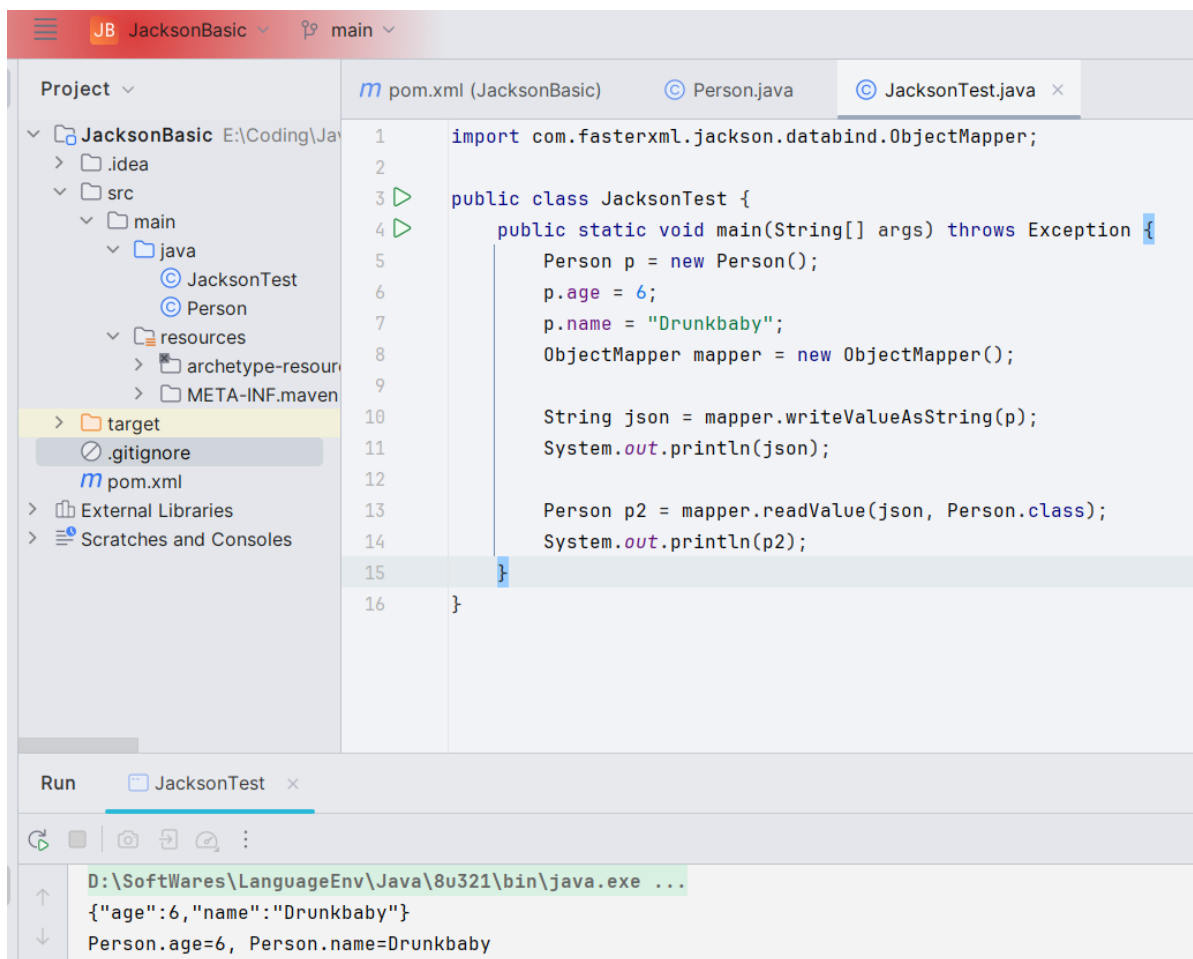 JB JacksonBasic main
Project
pom.xml (JacksonBasic) Person.java JacksonTest.java
JacksonBasic E:\Coding\Ja
.idea
src
main
java
JacksonTest
Person
resources
archetype-resour
META-INF.maven
target
.gitignore
m pom.xml
External Libraries
Scratches and Consoles
1 import com.fasterxml.jackson.databind.ObjectMapper;
2
3 public class JacksonTest {
4 public static void main(String[] args) throws Exception {
5 Person p = new Person();
6 p.age = 6;
7 p.name = "Drunkbaby";
8 ObjectMapper mapper = new ObjectMapper();
9
10 String json = mapper.writeValueAsString(p);
11 System.out.println(json);
12
13 Person p2 = mapper.readValue(json, Person.class);
14 System.out.println(p2);
15 }
16 }
Run JacksonTest
D:\SoftWares\LanguageEnv\Java\8u321\bin\java.exe ...
{"age":6,"name":"Drunkbaby"}
Person.age=6, Person.name=Drunkbaby